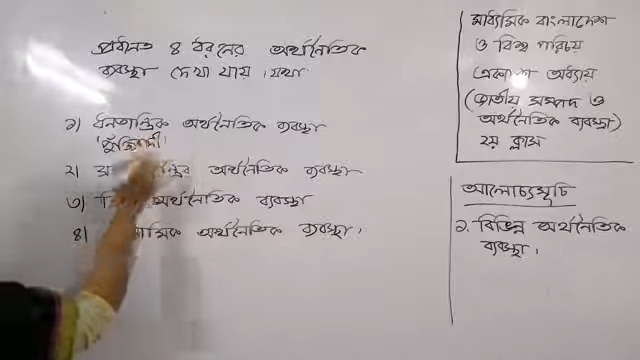 প্রধানত ৪ ধরনের অর্থনৈতিক
ব্যবস্থা দেখা যায়। যথা
১) ধনতান্ত্রিক অর্থনৈতিক ব্যবস্থা
'পুঁজিবাদী'
২) অর্থনৈতিক ব্যবস্থা
৩) অর্থনৈতিক ব্যবস্থা
৪) অর্থনৈতিক ব্যবস্থা।
মাধ্যমিক বাংলাদেশ
ও বিশ্ব পরিচয়
একাদশ অধ্যায়
(জাতীয় সম্পদ ও
অর্থনৈতিক ব্যবস্থা)
২য় ক্লাস
আলোচ্যসূচি
১. বিভিন্ন অর্থনৈতিক
ব্যবস্থা।